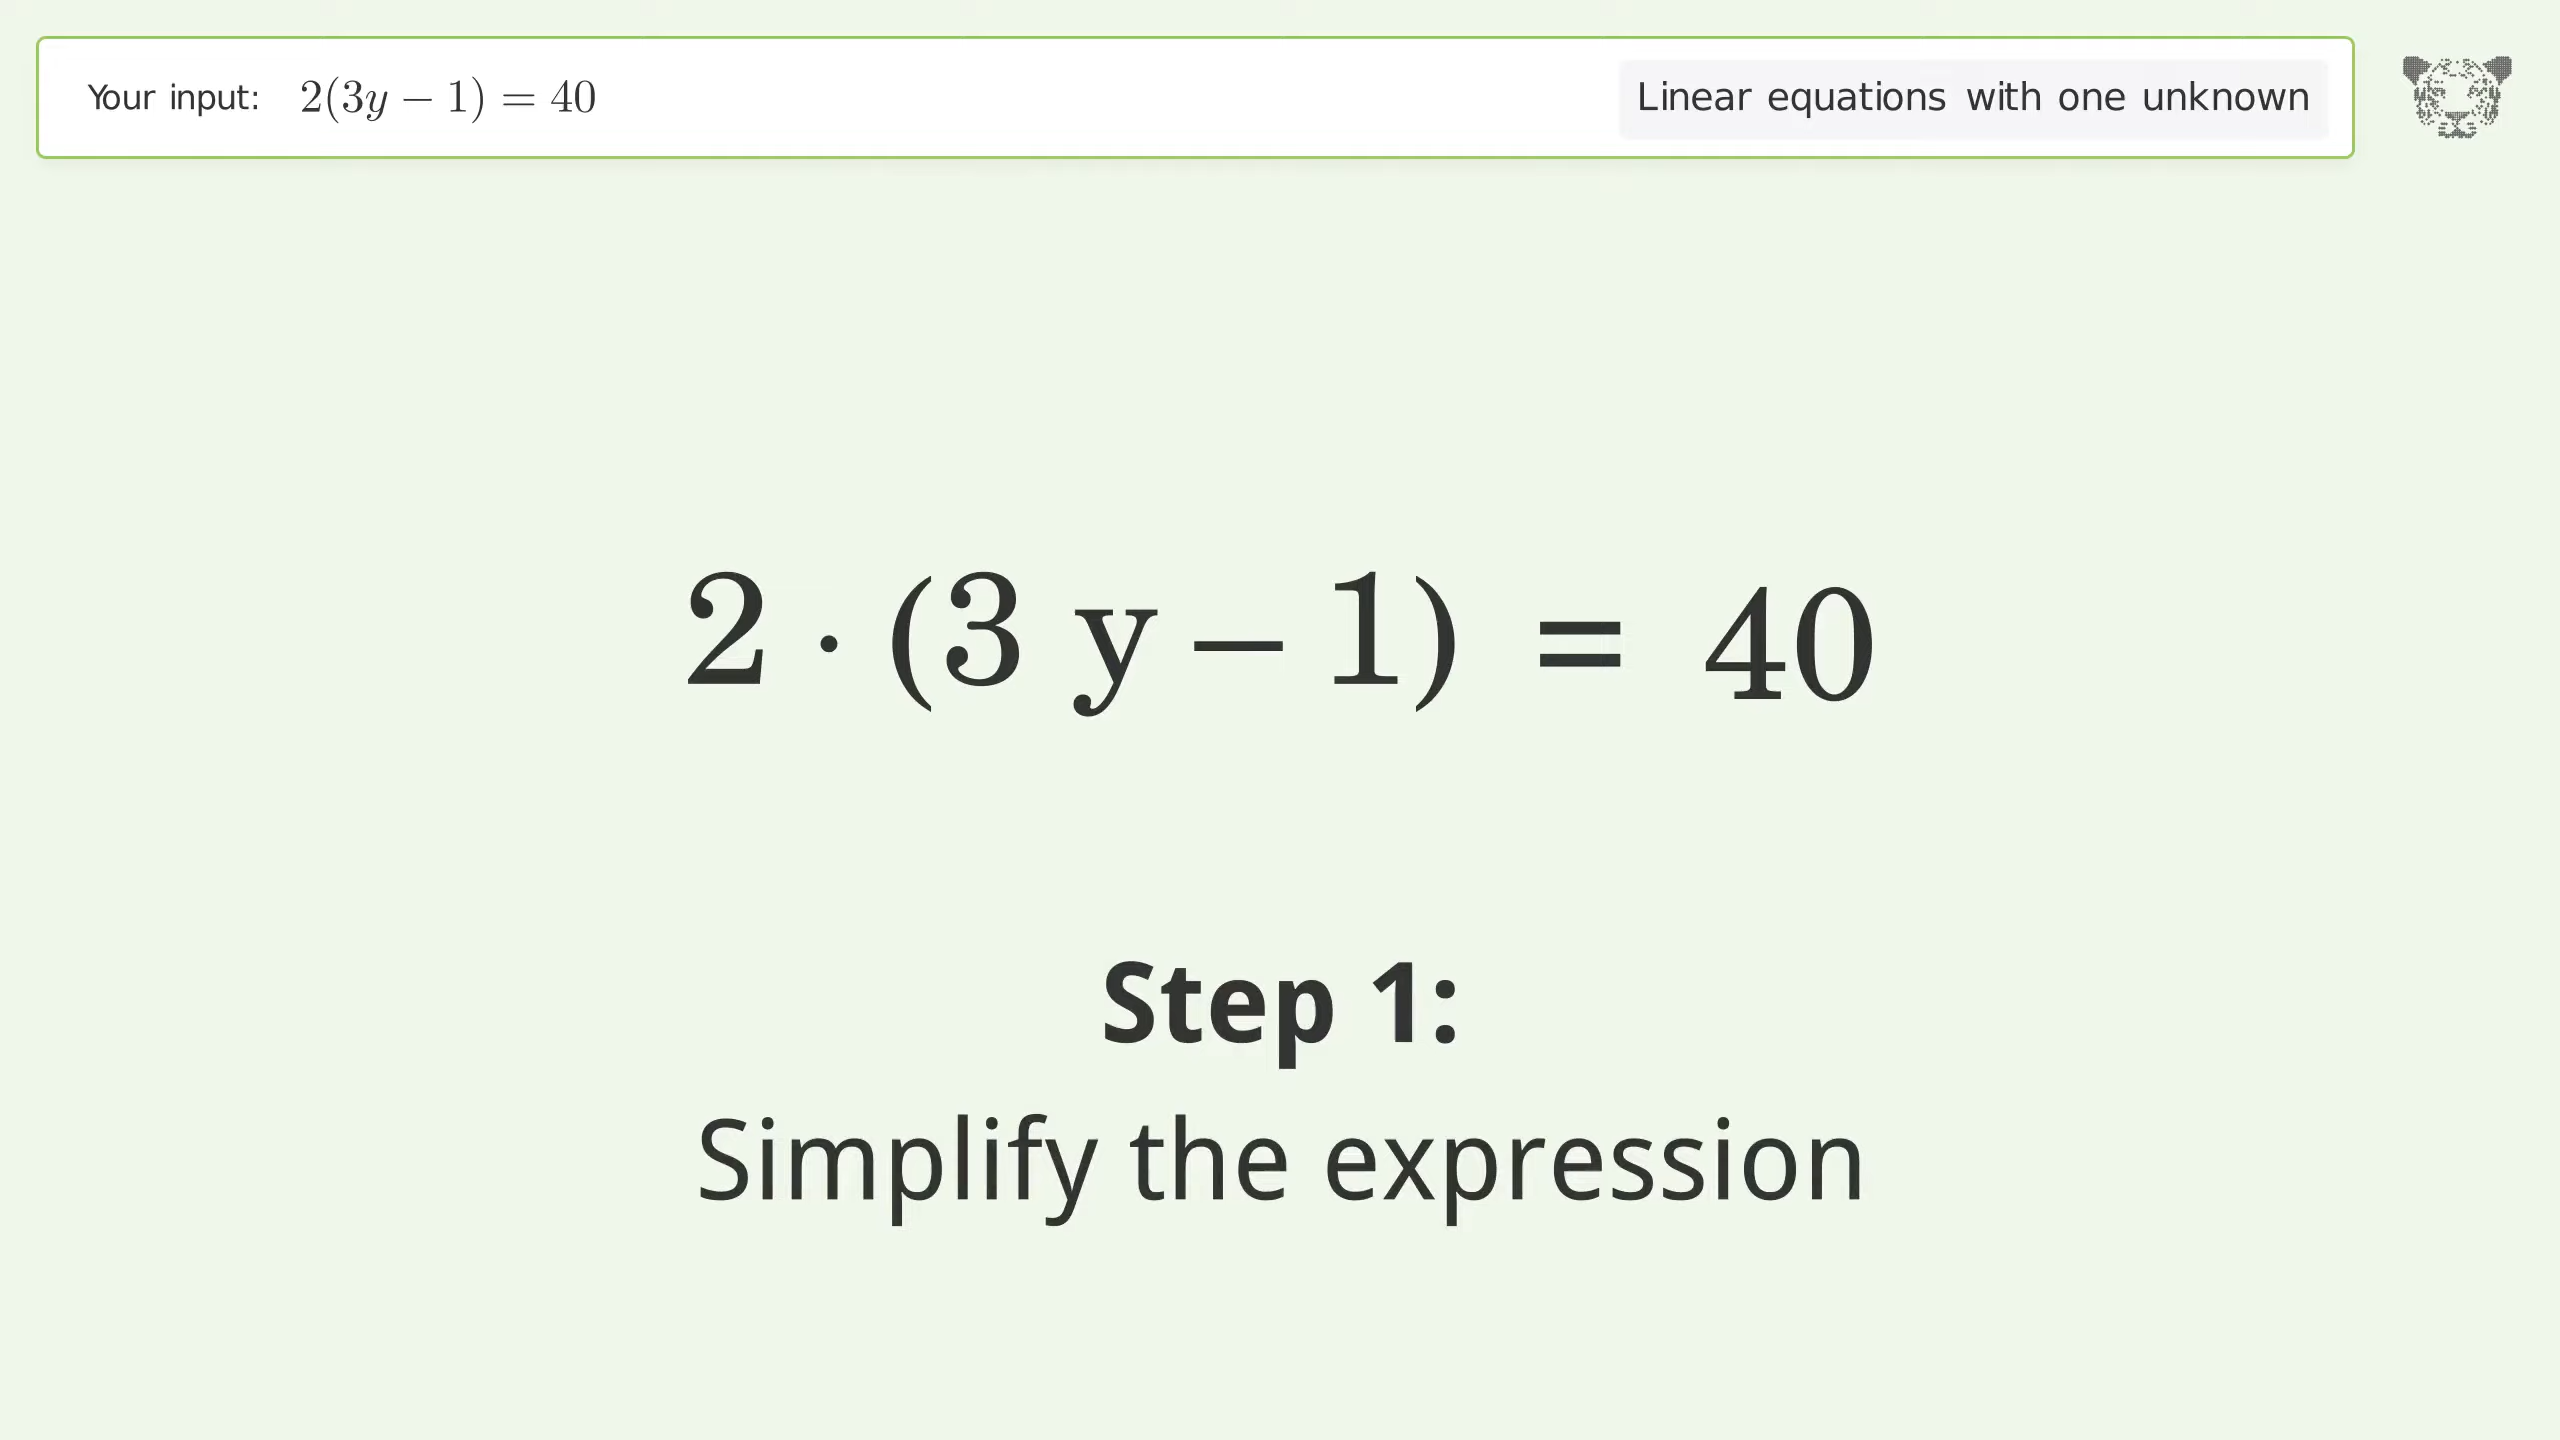 Your input: 2(3y − 1) = 40
Linear equations with one unknown
2 · (3 y − 1) = 40
Step 1:
Simplify the expression